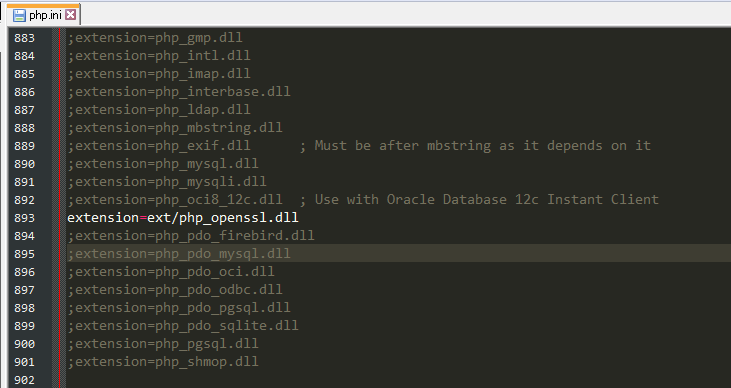 php.ini
883 ;extension=php_gmp.dll
884 ;extension=php_intl.dll
885 ;extension=php_imap.dll
886 ;extension=php_interbase.dll
887 ;extension=php_ldap.dll
888 ;extension=php_mbstring.dll
889 ;extension=php_exif.dll      ; Must be after mbstring as it depends on it
890 ;extension=php_mysql.dll
891 ;extension=php_mysqli.dll
892 ;extension=php_oci8_12c.dll  ; Use with Oracle Database 12c Instant Client
893 extension=ext/php_openssl.dll
894 ;extension=php_pdo_firebird.dll
895 ;extension=php_pdo_mysql.dll
896 ;extension=php_pdo_oci.dll
897 ;extension=php_pdo_odbc.dll
898 ;extension=php_pdo_pgsql.dll
899 ;extension=php_pdo_sqlite.dll
900 ;extension=php_pgsql.dll
901 ;extension=php_shmop.dll
902